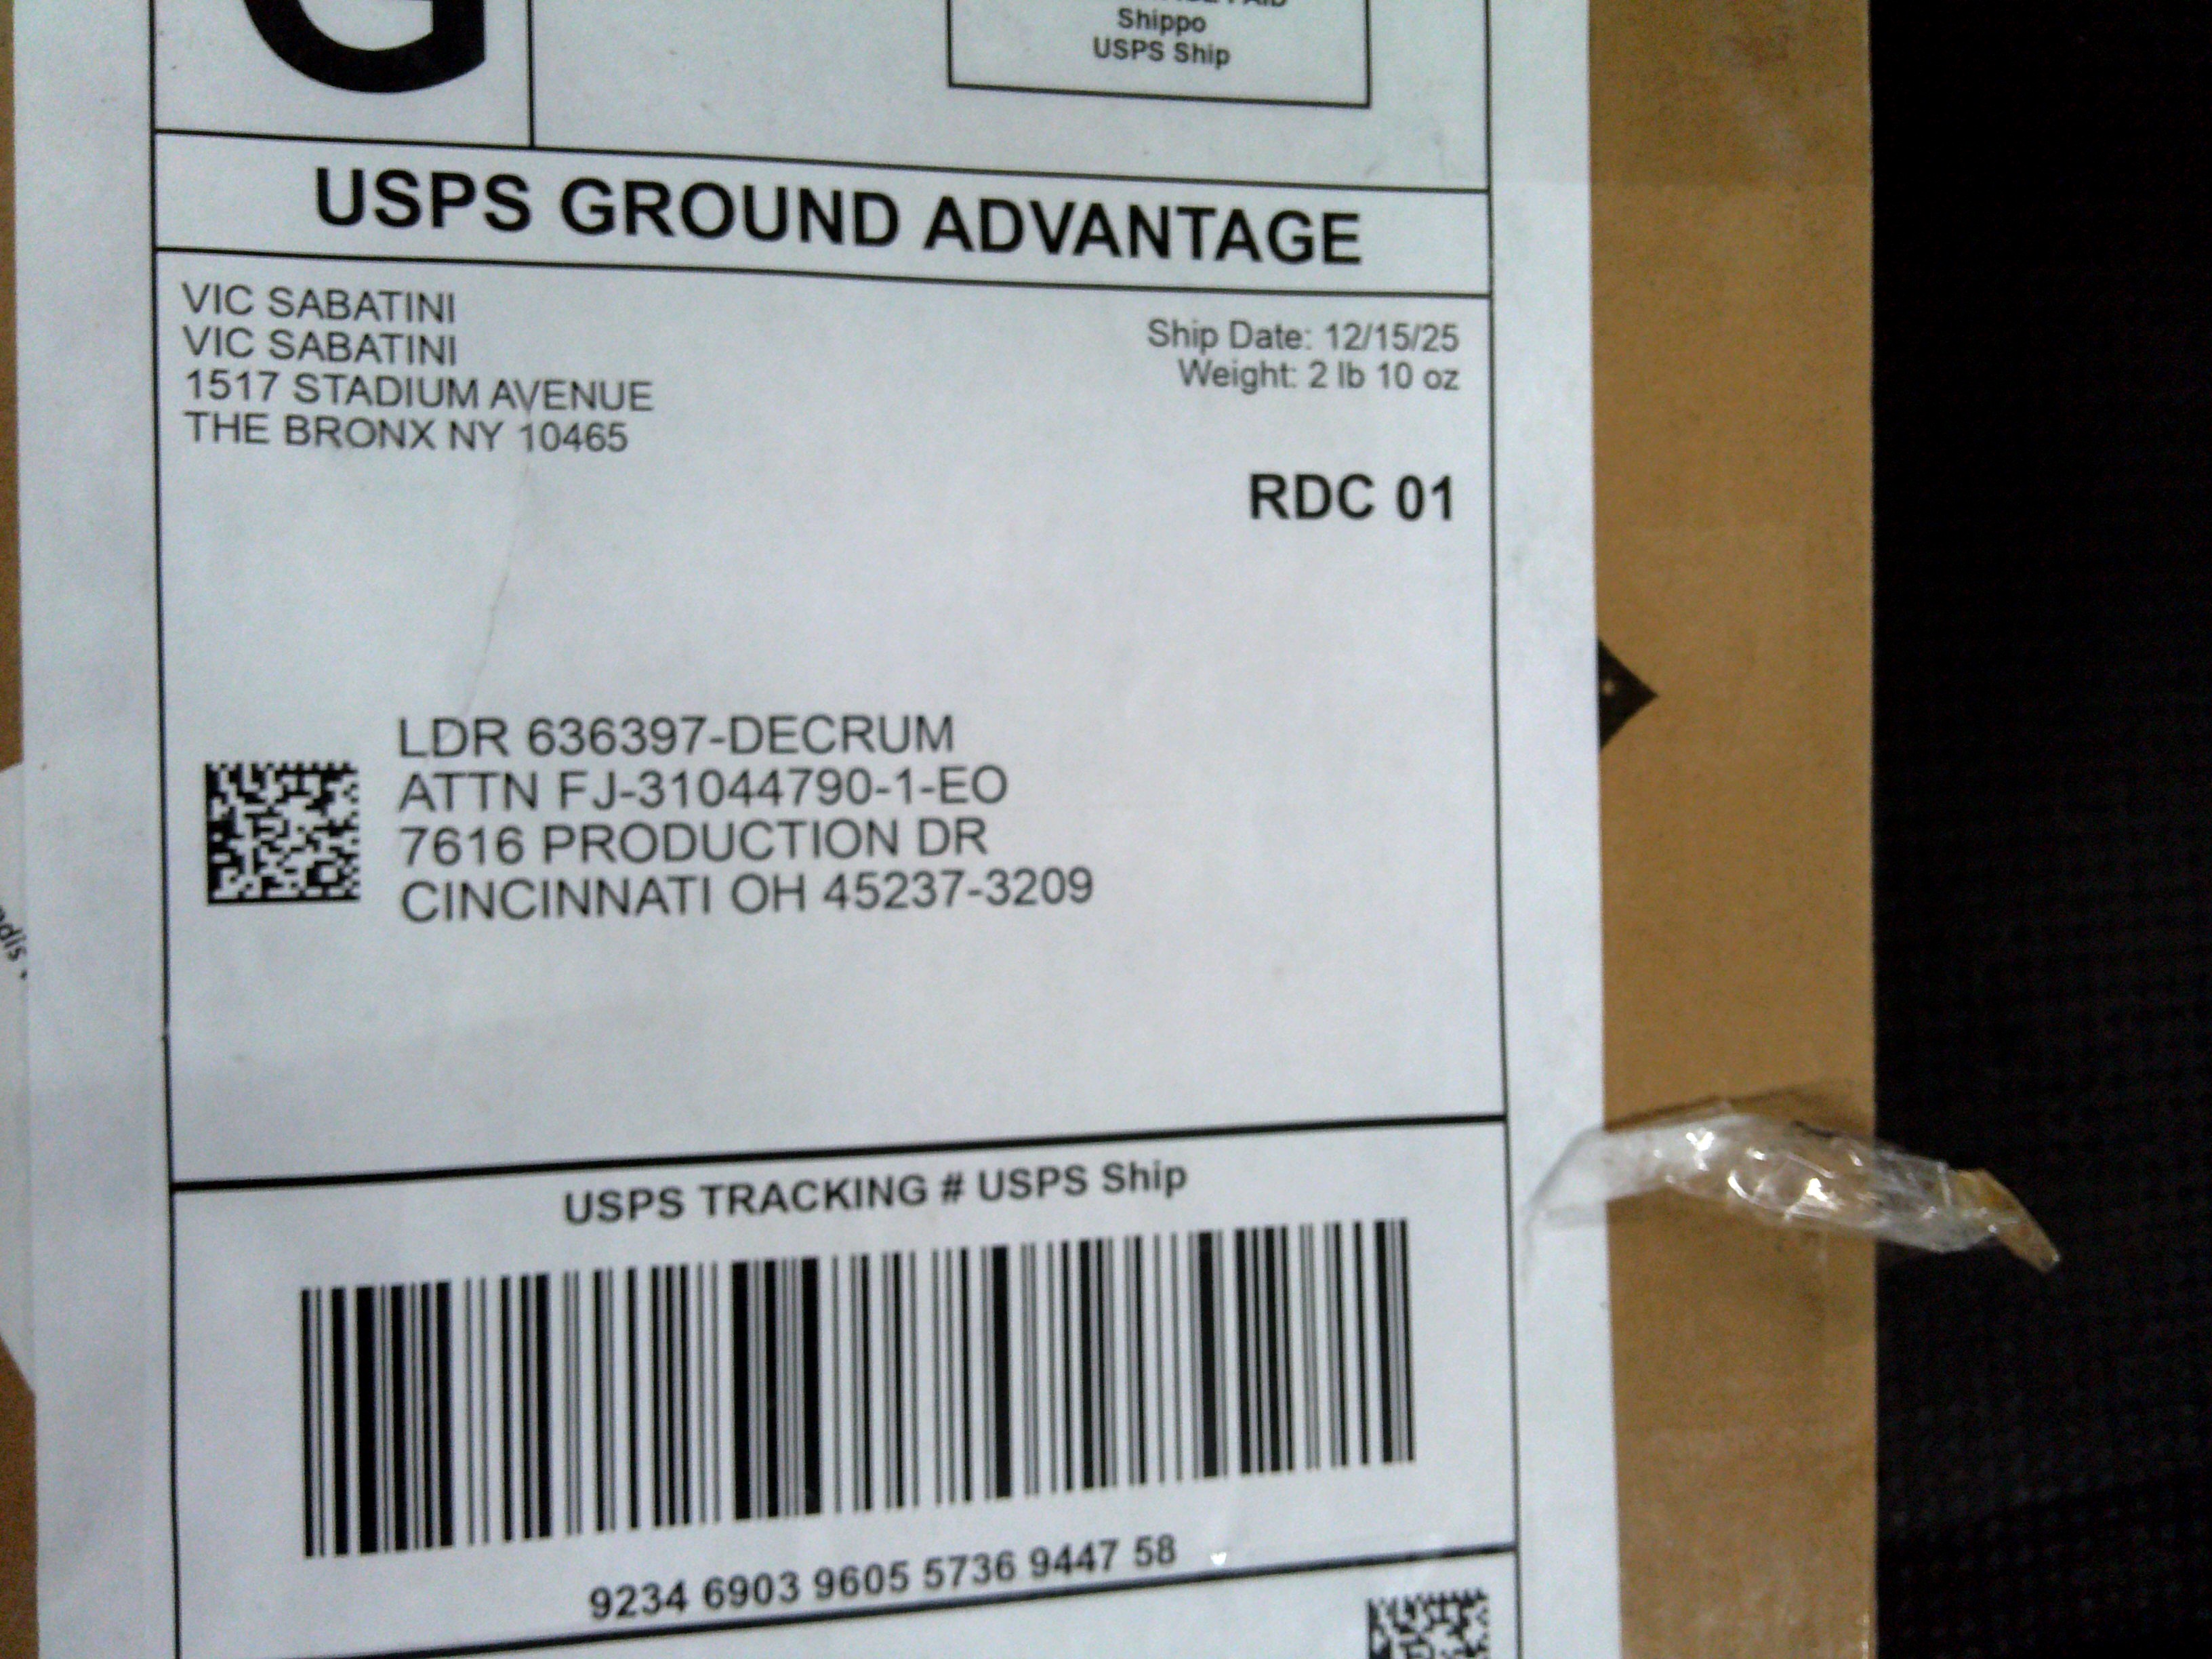 G
Shippo
USPS Ship
USPS GROUND ADVANTAGE
VIC SABATINI
VIC SABATINI
1517 STADIUM AVENUE
THE BRONX NY 10465
Ship Date: 12/15/25
Weight: 2 lb 10 oz
RDC 01
LDR 636397-DECRUM
ATTN FJ-31044790-1-EO
7616 PRODUCTION DR
CINCINNATI OH 45237-3209
USPS TRACKING # USPS Ship
9234 6903 9605 5736 9447 58